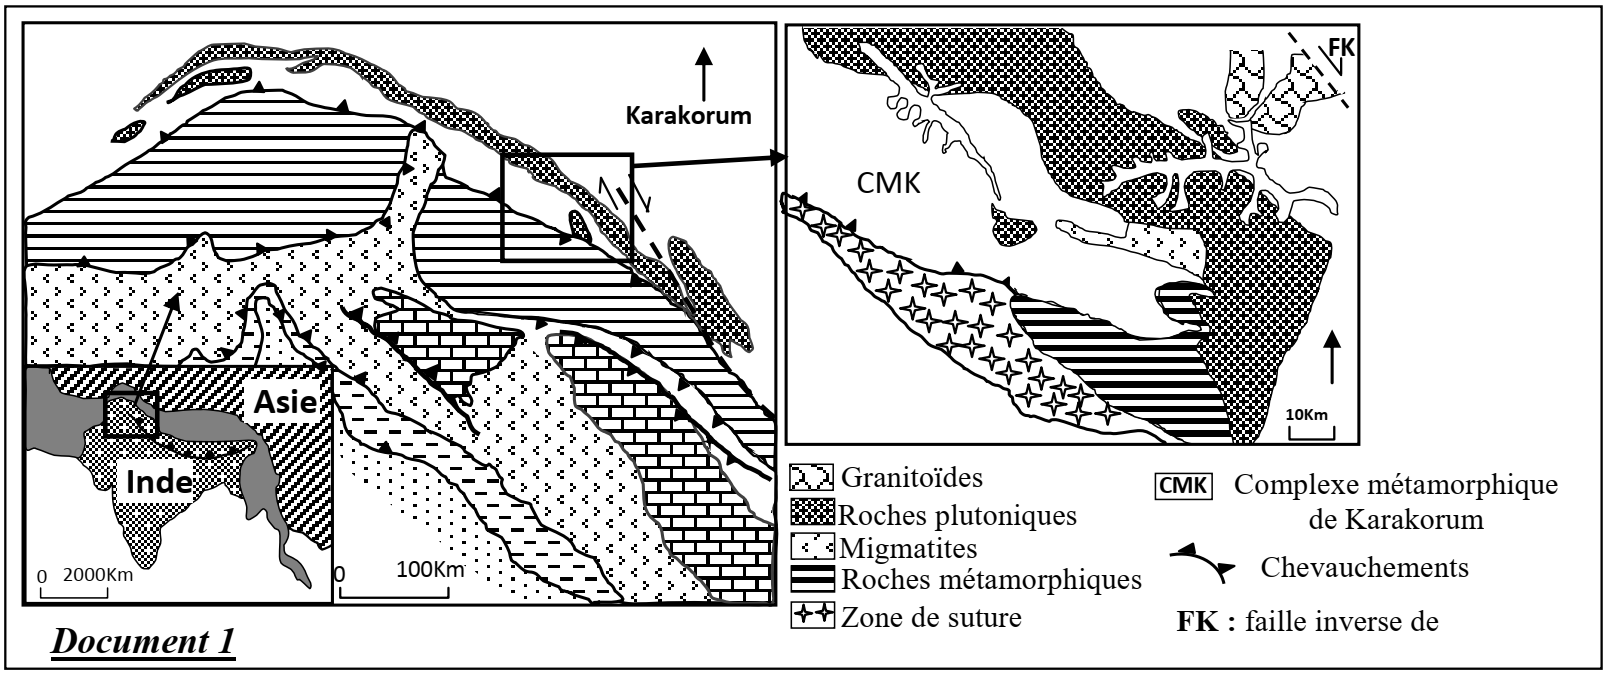 Karakorum
Asie
Inde
0 2000Km
0 100Km
Document 1
FK
CMK
10Km
Granitoïdes
Roches plutoniques
Migmatites
Roches métamorphiques
Zone de suture
CMK Complexe métamorphique
de Karakorum
Chevauchements
FK : faille inverse de